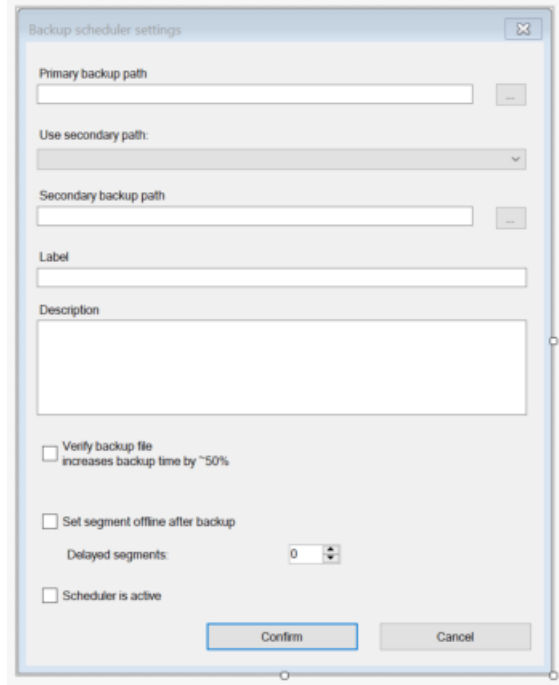 Backup scheduler settings
Primary backup path
...
Use secondary path:
Secondary backup path
...
Label
Description
Verify backup file
increases backup time by ~50%
Set segment offline after backup
Delayed segments: 0
Scheduler is active
Confirm Cancel